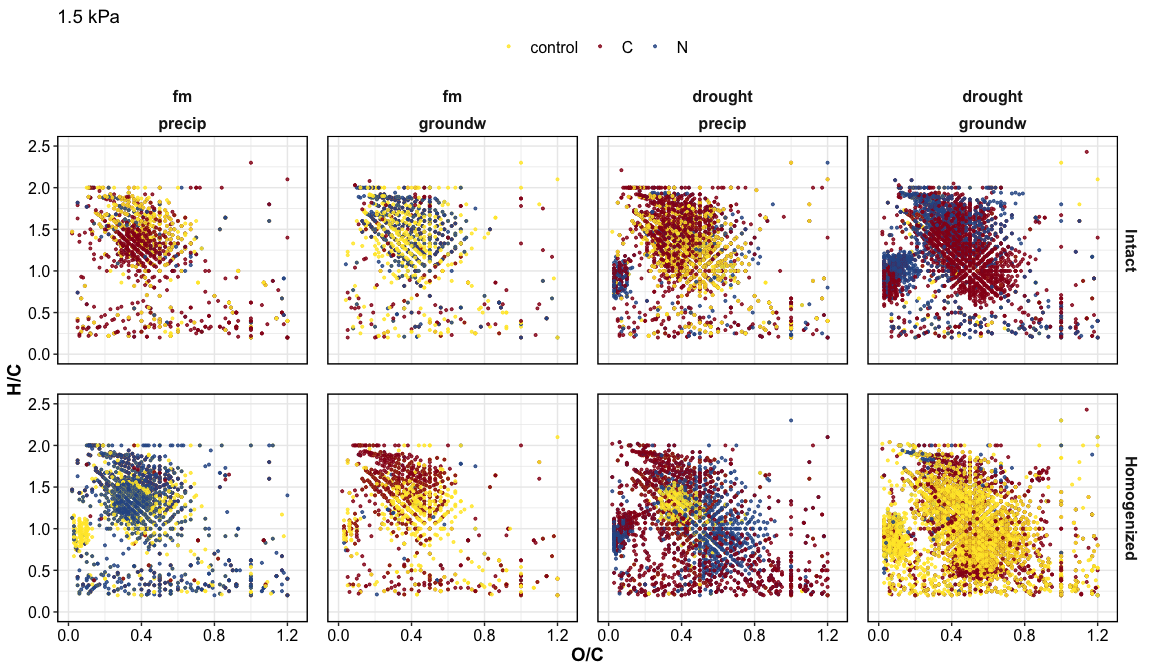 1.5 kPa
control C N
fm fm drought drought
precip groundw precip groundw
2.5
2.0
1.5
1.0
0.5
0.0
Intact
H/C
2.5
2.0
1.5
1.0
0.5
0.0
Homogenized
0.0 0.4 0.8 1.2 0.0 0.4 0.8 1.2 0.0 0.4 0.8 1.2 0.0 0.4 0.8 1.2
O/C